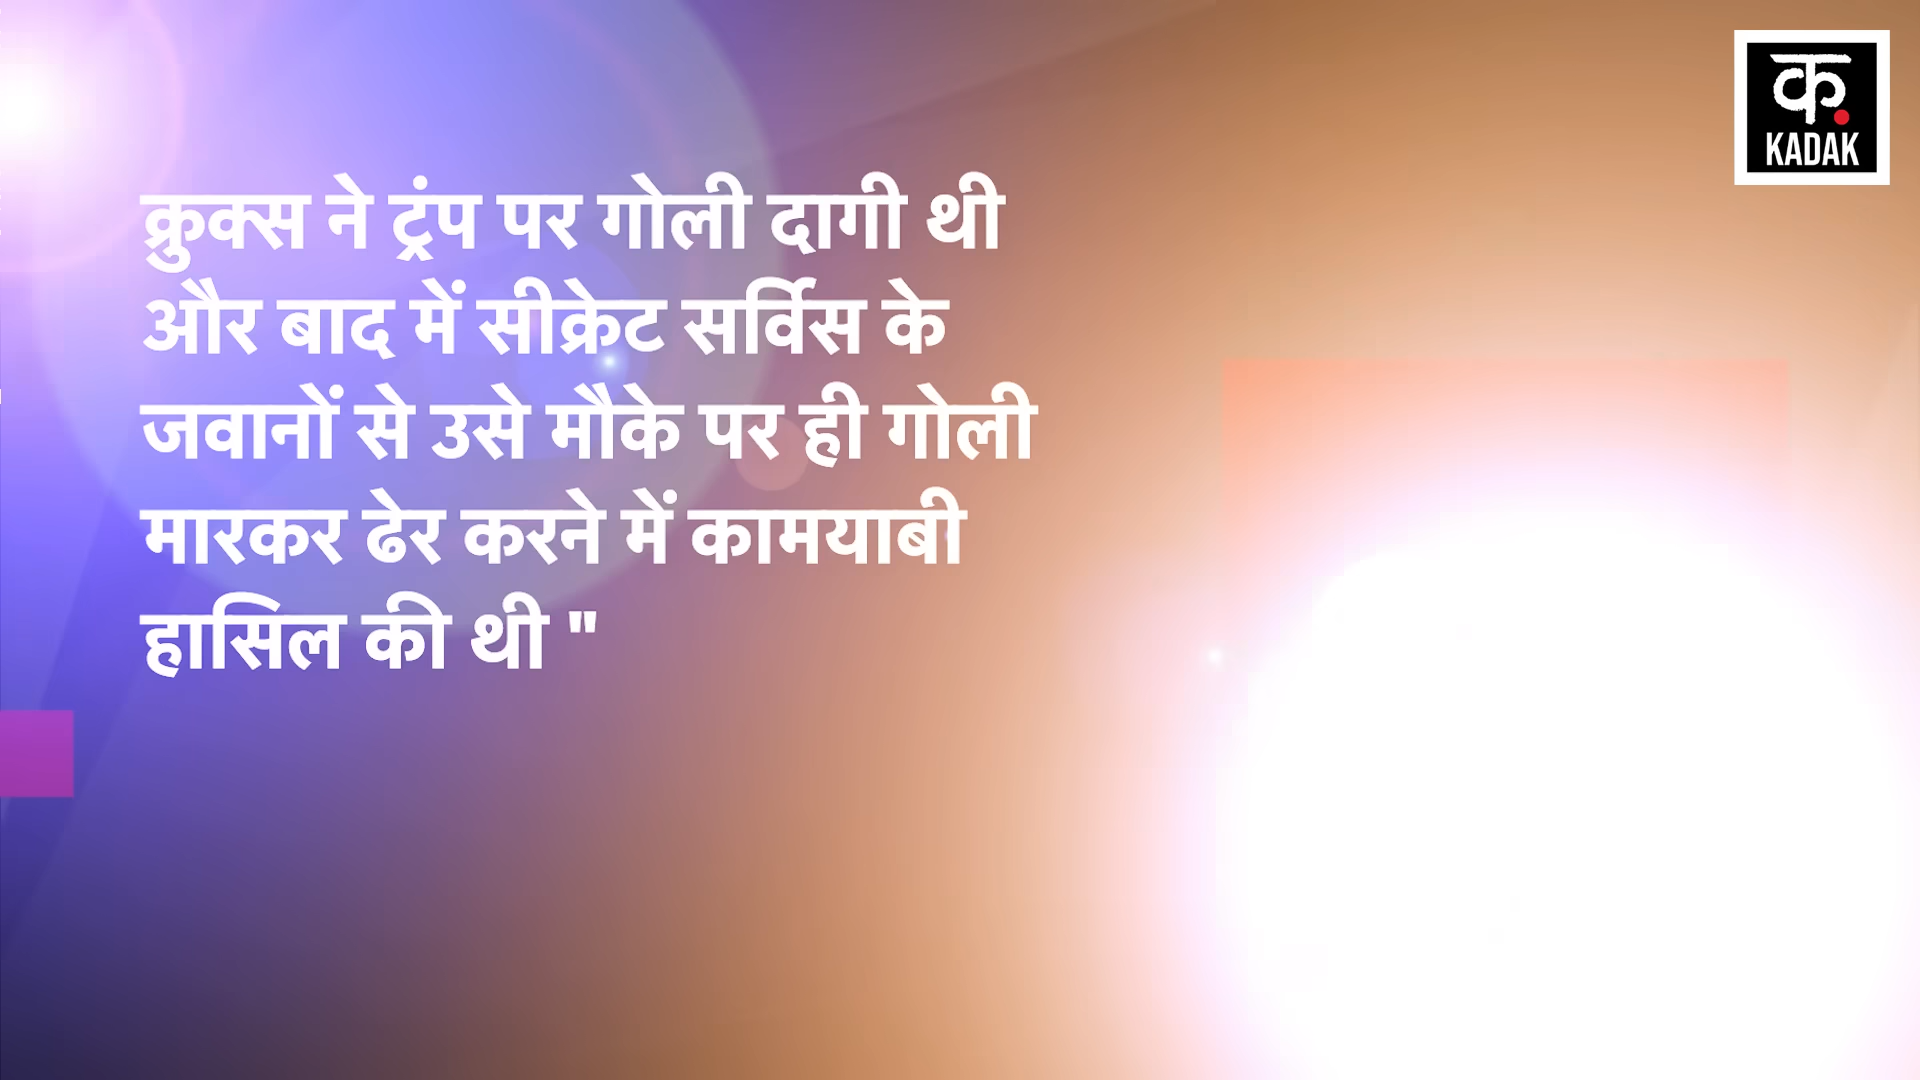 क्रुक्स ने ट्रंप पर गोली दागी थी
और बाद में सीक्रेट सर्विस के
जवानों से उसे मौके पर ही गोली
मारकर ढेर करने में कामयाबी
हासिल की थी "
क
KADAK